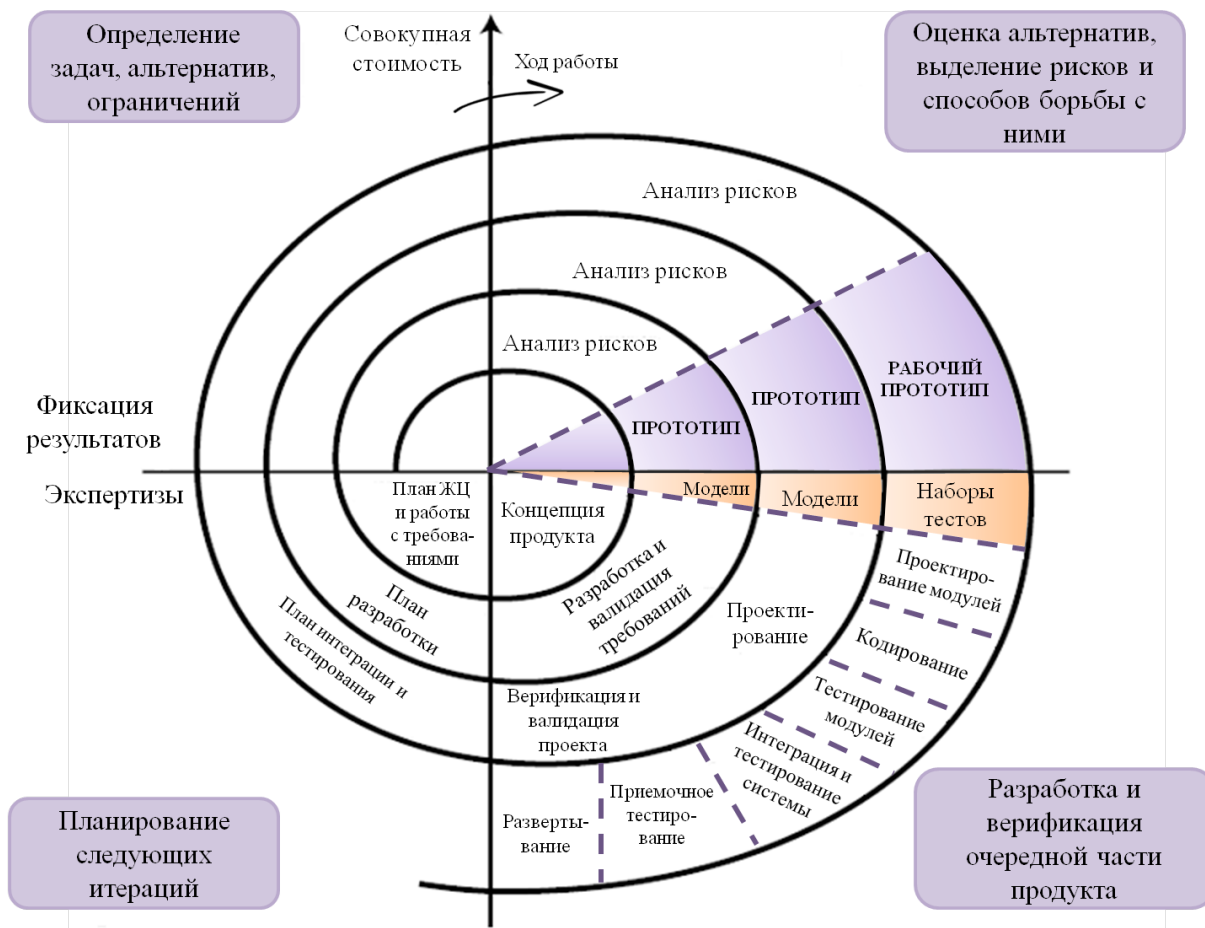 Определение
задач, альтернатив,
ограничений
Совокупная
стоимость
Ход работы
Оценка альтернатив,
выделение рисков и
способов борьбы с
ними
Анализ рисков
Анализ рисков
Анализ рисков
Фиксация
результатов
Экспертизы
ПРОТОТИП
ПРОТОТИП
РАБОЧИЙ
ПРОТОТИП
План ЖЦ
и работы
с требова-
ниями
Концепция
продукта
Модели
Модели
Наборы
тестов
План
разработки
План интеграции и
тестирования
Разработка и
валидация
требований
Проекти-
рование
Верификация и
валидация
проекта
Проектиро-
вание модулей
Кодирование
Тестирование
модулей
Интеграция и
тестирование
системы
Приемочное
тестиро-
вание
Разверты-
вание
Планирование
следующих
итераций
Разработка и
верификация
очередной части
продукта